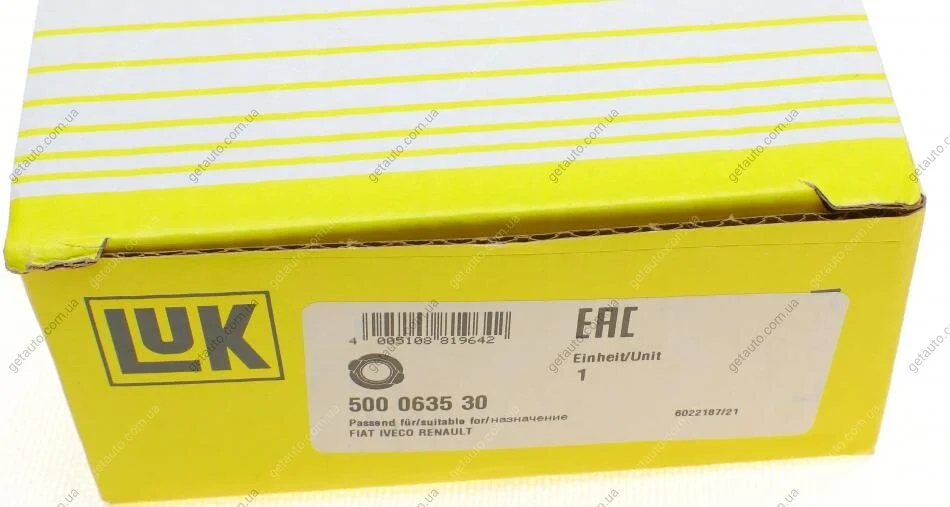 LUK
4 005108 819642
EAC
Einheit/Unit
1
500 0635 30
Passend für/suitable for/назначение
FIAT IVECO RENAULT
6022187/21
getauto.com.ua